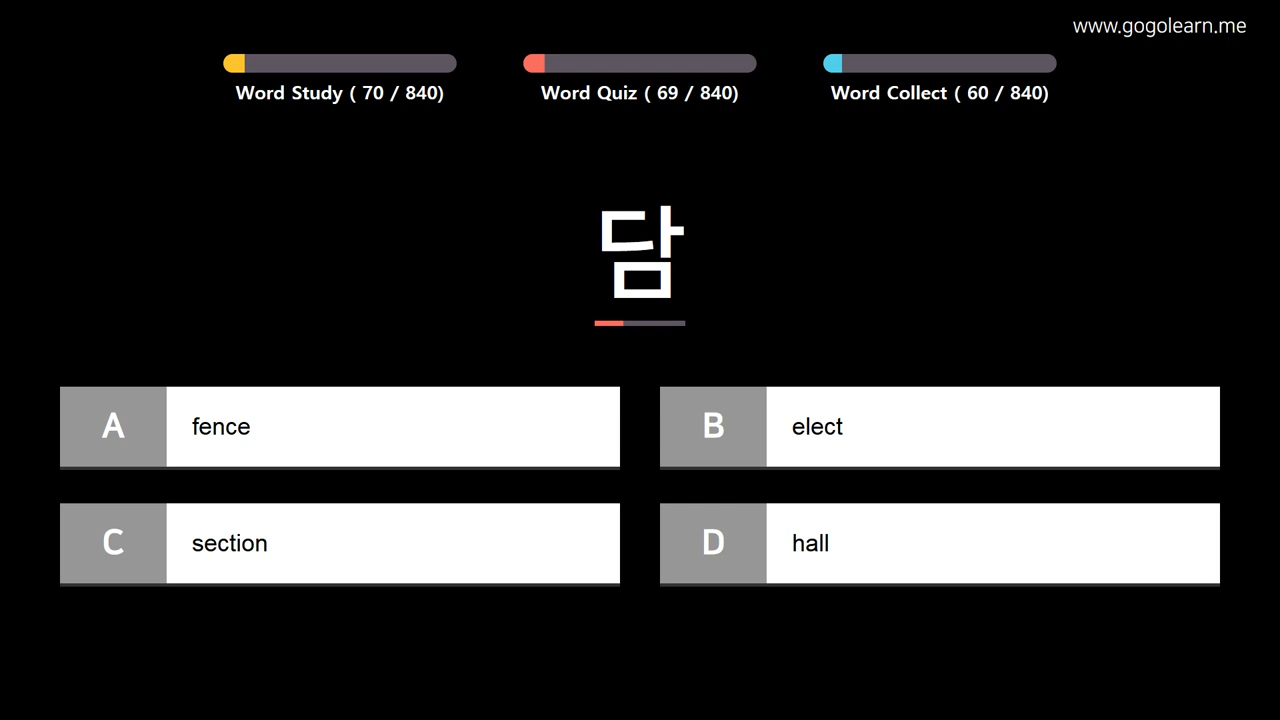 www.gogolearn.me
Word Study ( 70 / 840)
Word Quiz ( 69 / 840)
Word Collect ( 60 / 840)
담
A fence
B elect
C section
D hall